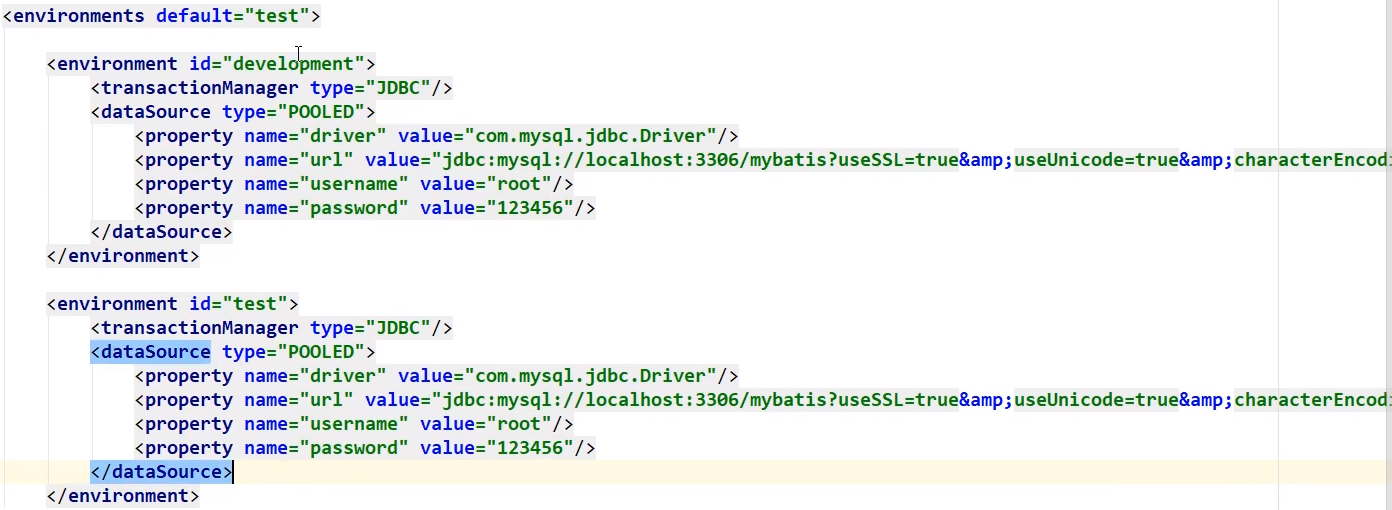 <environments default="test">
<environment id="development">
<transactionManager type="JDBC"/>
<dataSource type="POOLED">
<property name="driver" value="com.mysql.jdbc.Driver"/>
<property name="url" value="jdbc:mysql://localhost:3306/mybatis?useSSL=true&amp;useUnicode=true&amp;characterEncodi
<property name="username" value="root"/>
<property name="password" value="123456"/>
</dataSource>
</environment>
<environment id="test">
<transactionManager type="JDBC"/>
<dataSource type="POOLED">
<property name="driver" value="com.mysql.jdbc.Driver"/>
<property name="url" value="jdbc:mysql://localhost:3306/mybatis?useSSL=true&amp;useUnicode=true&amp;characterEncodi
<property name="username" value="root"/>
<property name="password" value="123456"/>
</dataSource>
</environment>